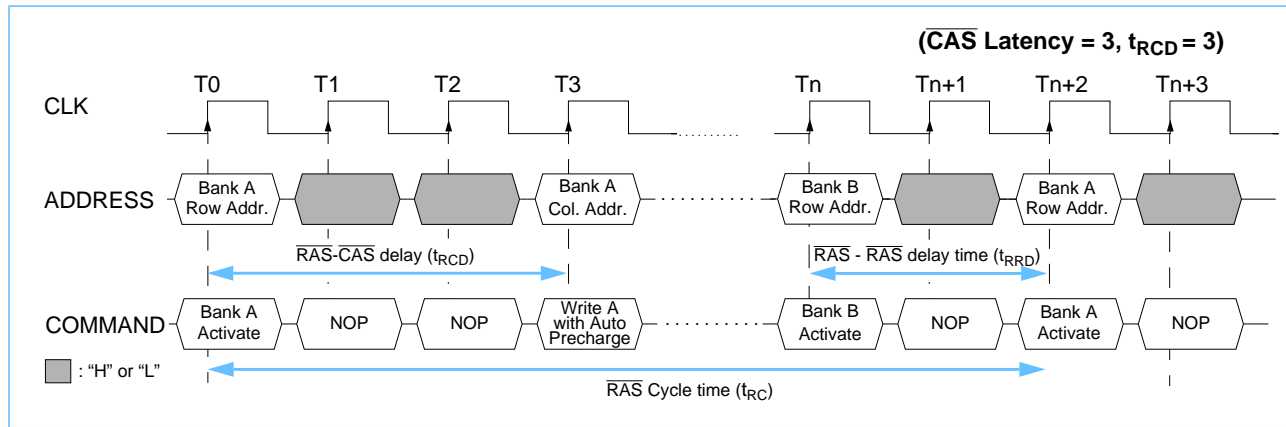 (CAS Latency = 3, tRCD = 3)
T0 T1 T2 T3 Tn Tn+1 Tn+2 Tn+3
CLK
ADDRESS
Bank A
Row Addr.
Bank A
Col. Addr.
Bank B
Row Addr.
Bank A
Row Addr.
RAS-CAS delay (tRCD)
RAS - RAS delay time (tRRD)
COMMAND
Bank A
Activate
NOP
NOP
Write A
with Auto
Precharge
Bank B
Activate
NOP
Bank A
Activate
NOP
: “H” or “L”
RAS Cycle time (tRC)